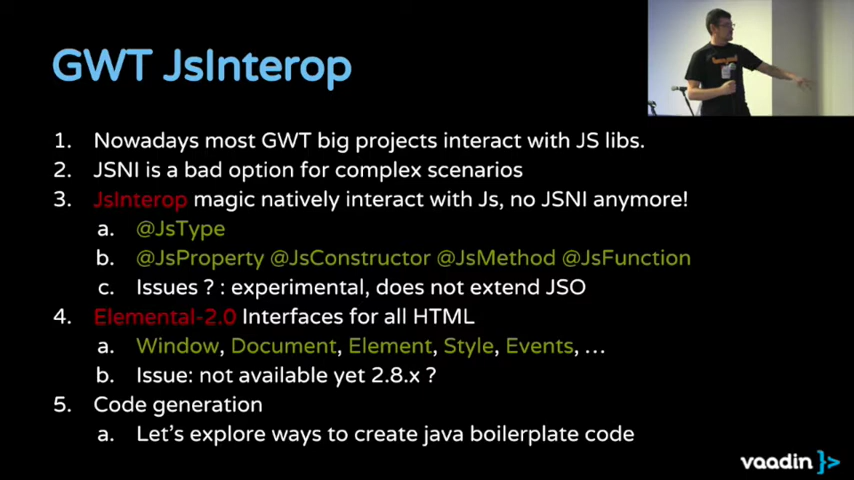 GWT JsInterop
1. Nowadays most GWT big projects interact with JS libs.
2. JSNI is a bad option for complex scenarios
3. JsInterop magic natively interact with Js, no JSNI anymore!
a. @JsType
b. @JsProperty @JsConstructor @JsMethod @JsFunction
c. Issues ? : experimental, does not extend JSO
4. Elemental-2.0 Interfaces for all HTML
a. Window, Document, Element, Style, Events, ...
b. Issue: not available yet 2.8.x ?
5. Code generation
a. Let's explore ways to create java boilerplate code
vaadin }>